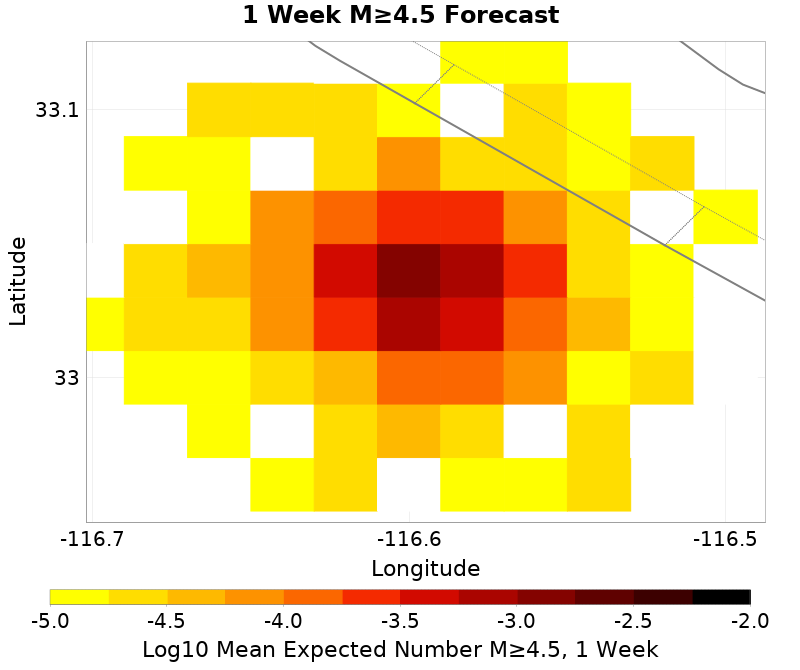 1 Week M≥4.5 Forecast
33.1
33
Latitude
-116.7 -116.6 -116.5
Longitude
-5.0 -4.5 -4.0 -3.5 -3.0 -2.5 -2.0
Log10 Mean Expected Number M≥4.5, 1 Week